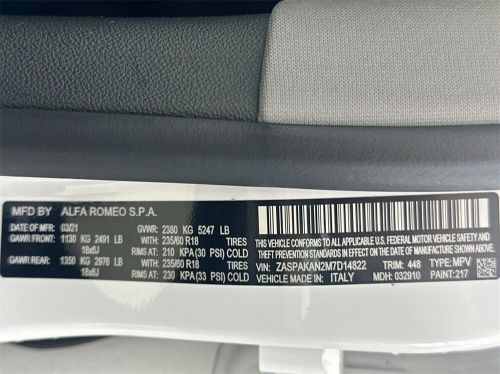 MFD BY ALFA ROMEO S.P.A.
DATE OF MFR: 03/21 GVWR: 2380 KG 5247 LB
GAWR FRONT: 1130 KG 2491 LB WITH: 235/60 R18 TIRES
18x8J RIMS AT: 210 KPA(30 PSI) COLD
GAWR REAR: 1350 KG 2976 LB WITH: 235/60 R18 TIRES
18x8J RIMS AT: 230 KPA(33 PSI) COLD
THIS VEHICLE CONFORMS TO ALL APPLICABLE
FEDERAL MOTOR VEHICLE SAFETY AND
THEFT PREVENTION STANDARDS IN EFFECT ON
THE DATE OF MANUFACTURE SHOWN ABOVE.
VIN: ZASPAKAN2M7D14822 TRIM: 448 TYPE: MPV
VEHICLE MADE IN: ITALY MDH: 032910 PAINT: 217